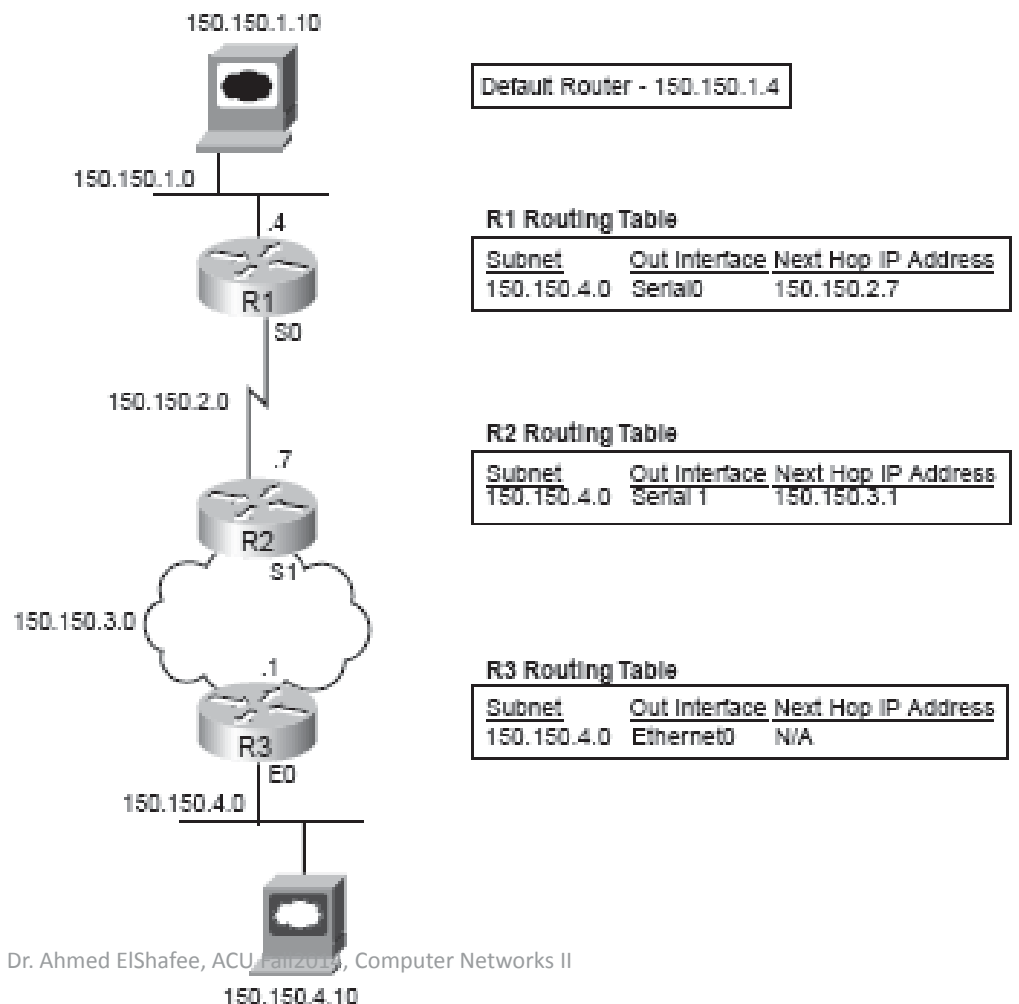 150.150.1.10
Default Router - 150.150.1.4
150.150.1.0
.4
R1
S0
R1 Routing Table
Subnet Out Interface Next Hop IP Address
150.150.4.0 Serial0 150.150.2.7
150.150.2.0
.7
R2
S1
R2 Routing Table
Subnet Out Interface Next Hop IP Address
150.150.4.0 Serial 1 150.150.3.1
150.150.3.0
.1
R3
E0
R3 Routing Table
Subnet Out Interface Next Hop IP Address
150.150.4.0 Ethernet0 N/A
150.150.4.0
Dr. Ahmed ElShafee, ACU Fall2014, Computer Networks II
150.150.4.10